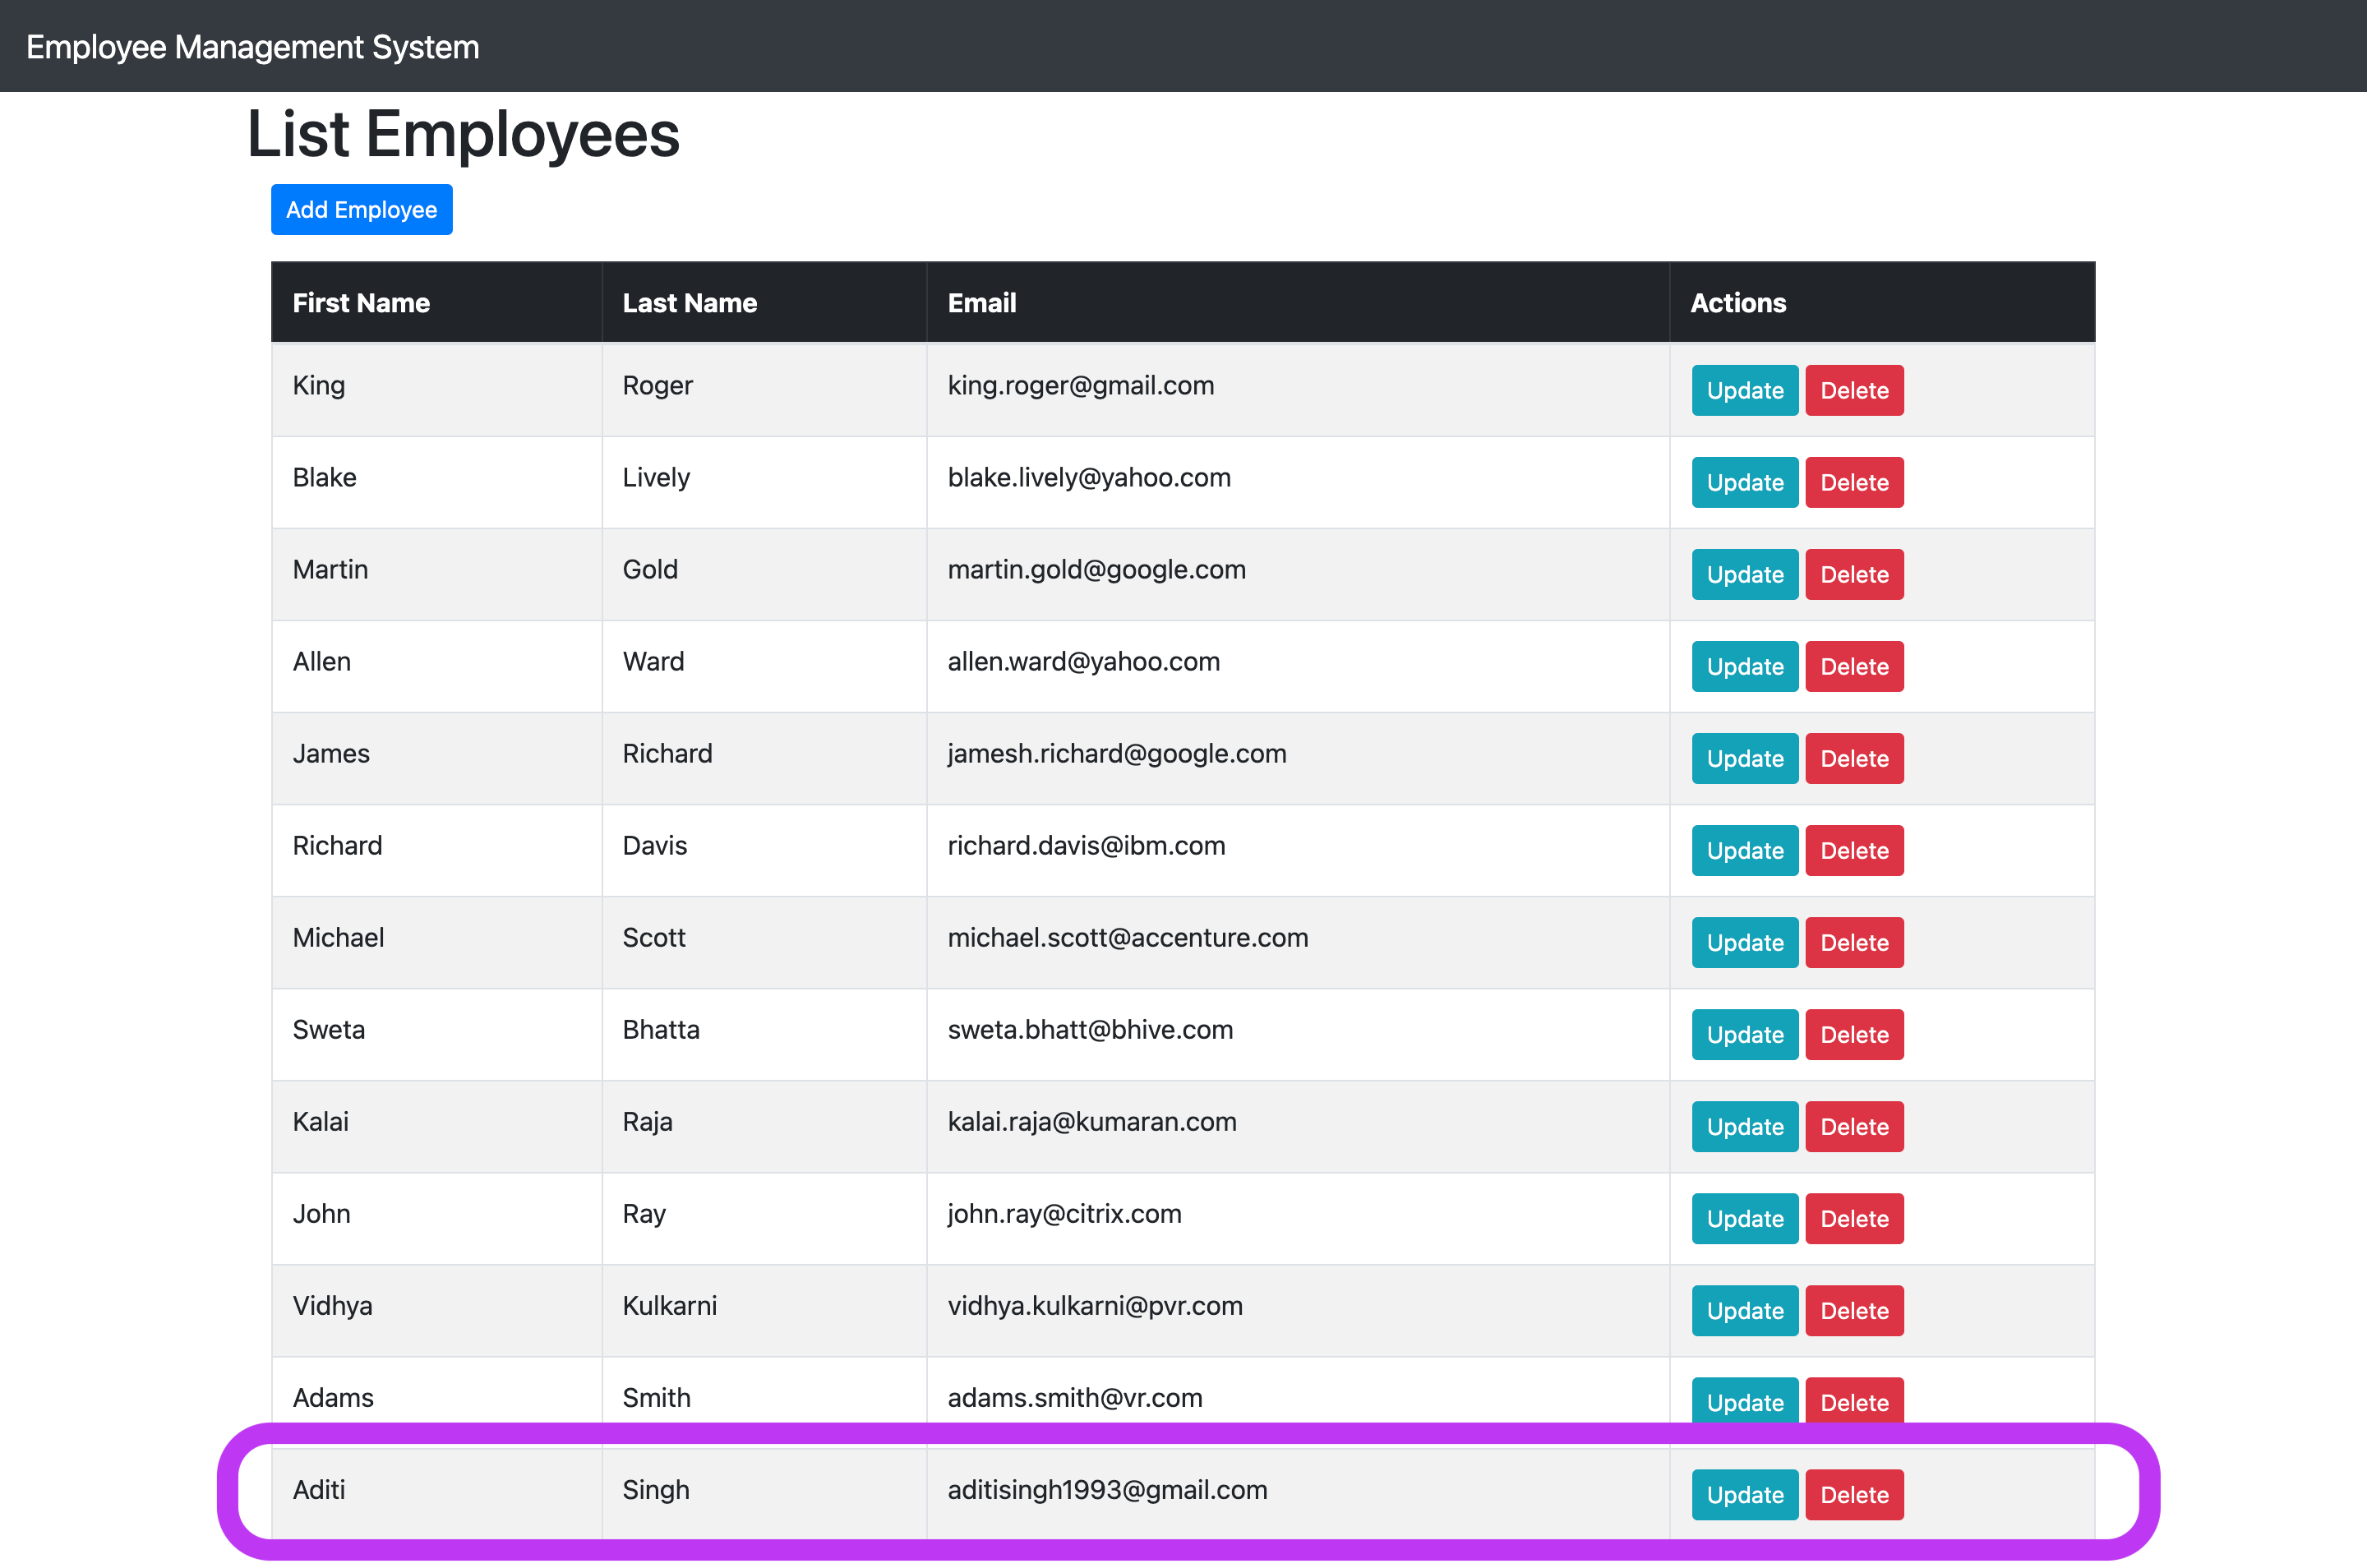 Employee Management System
List Employees
Add Employee
First Name Last Name Email Actions
King Roger king.roger@gmail.com Update Delete
Blake Lively blake.lively@yahoo.com Update Delete
Martin Gold martin.gold@google.com Update Delete
Allen Ward allen.ward@yahoo.com Update Delete
James Richard jamesh.richard@google.com Update Delete
Richard Davis richard.davis@ibm.com Update Delete
Michael Scott michael.scott@accenture.com Update Delete
Sweta Bhatta sweta.bhatt@bhive.com Update Delete
Kalai Raja kalai.raja@kumaran.com Update Delete
John Ray john.ray@citrix.com Update Delete
Vidhya Kulkarni vidhya.kulkarni@pvr.com Update Delete
Adams Smith adams.smith@vr.com Update Delete
Aditi Singh aditisingh1993@gmail.com Update Delete